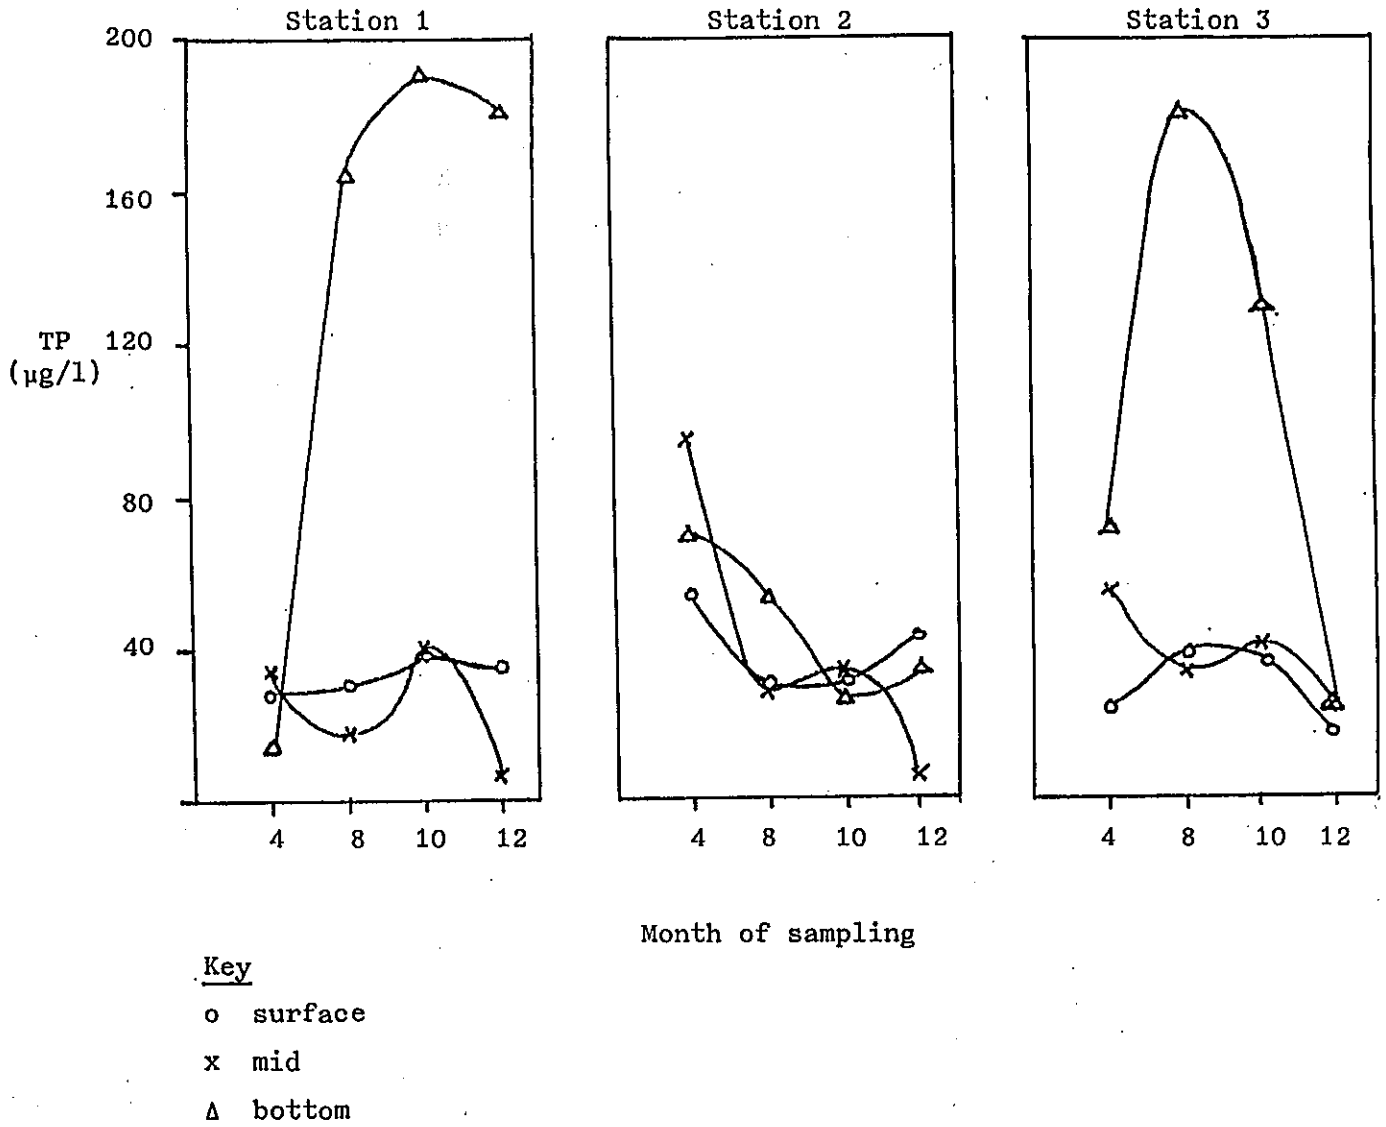 Station 1 Station 2 Station 3
200
160
120
80
40
TP
(µg/l)
4 8 10 12 4 8 10 12 4 8 10 12
Month of sampling
Key
o surface
x mid
Δ bottom